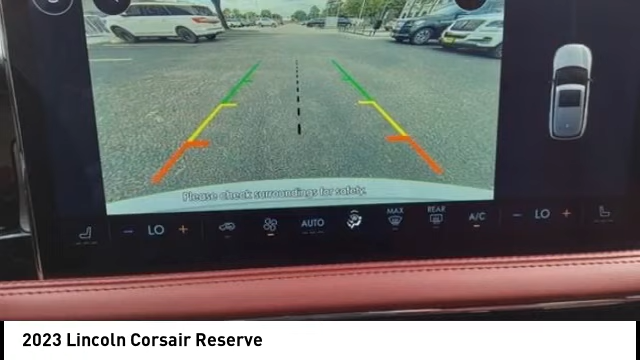 Please check surroundings for safety.
MAX
REAR
- LO +
AUTO
A/C
- LO +
2023 Lincoln Corsair Reserve